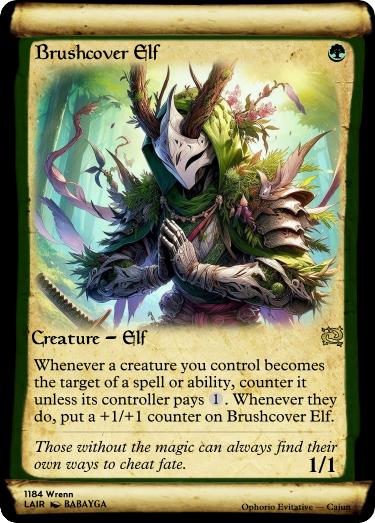 Brushcover Elf
Creature – Elf
Whenever a creature you control becomes
the target of a spell or ability, counter it
unless its controller pays 1. Whenever they
do, put a +1/+1 counter on Brushcover Elf.
Those without the magic can always find their
own ways to cheat fate.
1/1
1184 Wrenn
LAIR BABAYGA
Ophorio Evitative — Cajun